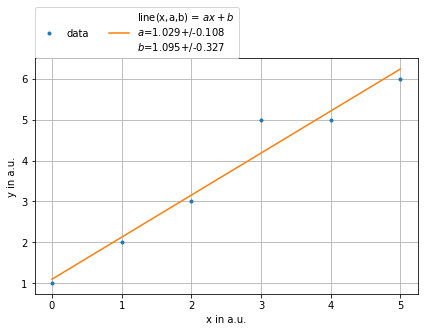 line(x,a,b) = ax + b
data
a=1.029+/-0.108
b=1.095+/-0.327
6
5
4
3
2
1
y in a.u.
0 1 2 3 4 5
x in a.u.